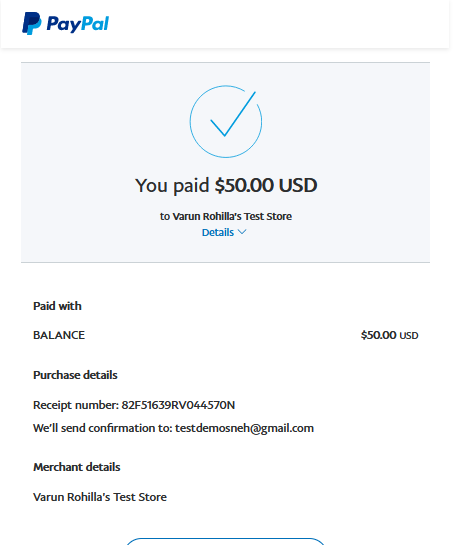 PayPal
You paid $50.00 USD
to Varun Rohilla's Test Store
Details
Paid with
BALANCE $50.00 USD
Purchase details
Receipt number: 82F51639RV044570N
We'll send confirmation to: testdemosneh@gmail.com
Merchant details
Varun Rohilla's Test Store